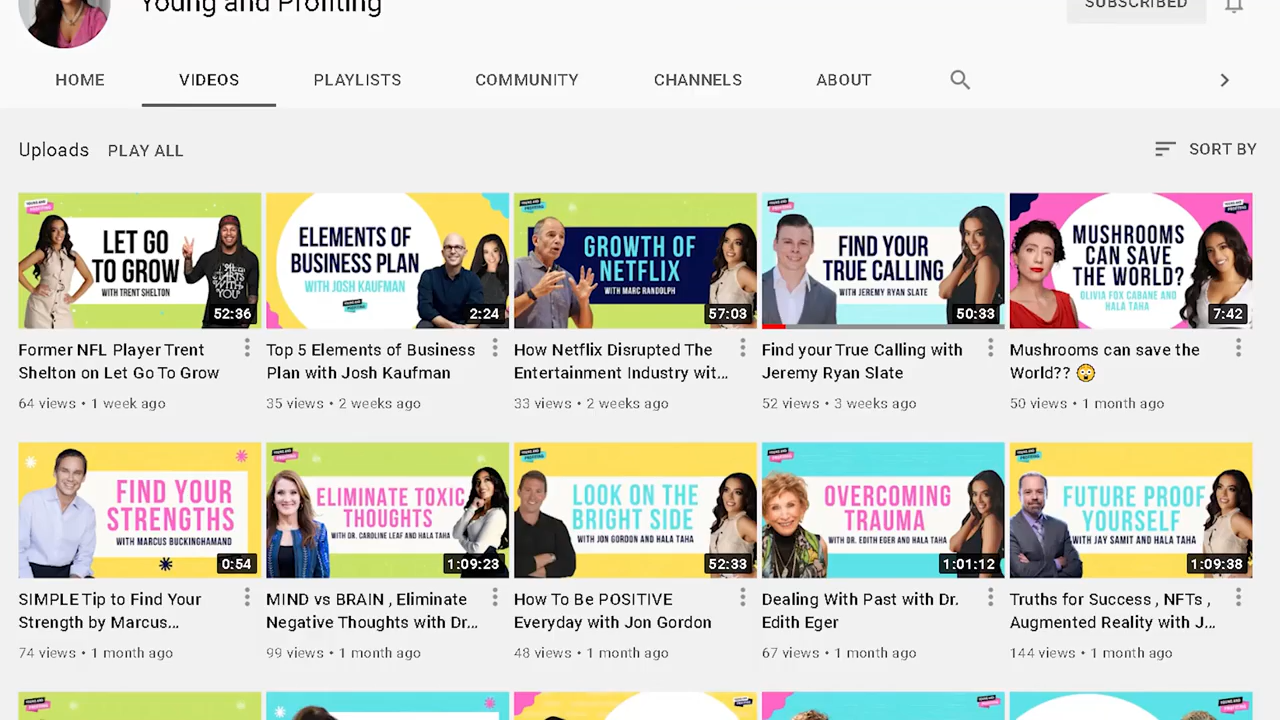 Young and Profiting
SUBSCRIBED
HOME VIDEOS PLAYLISTS COMMUNITY CHANNELS ABOUT
Uploads PLAY ALL SORT BY
YOUNG AND PROFITING
LET GO
TO GROW
WITH TRENT SHELTON
52:36
ELEMENTS OF
BUSINESS PLAN
WITH JOSH KAUFMAN
2:24
GROWTH OF
NETFLIX
WITH MARC RANDOLPH
57:03
FIND YOUR
TRUE CALLING
WITH JEREMY RYAN SLATE
50:33
MUSHROOMS
CAN SAVE
THE WORLD?
OLIVIA FOX CABANE AND
HALA TAHA
7:42
Former NFL Player Trent
Shelton on Let Go To Grow
64 views • 1 week ago
Top 5 Elements of Business
Plan with Josh Kaufman
35 views • 2 weeks ago
How Netflix Disrupted The
Entertainment Industry wit...
33 views • 2 weeks ago
Find your True Calling with
Jeremy Ryan Slate
52 views • 3 weeks ago
Mushrooms can save the
World?? 😲
50 views • 1 month ago
FIND YOUR
STRENGTHS
WITH MARCUS BUCKINGHAMAND
0:54
ELIMINATE TOXIC
THOUGHTS
WITH DR. CAROLINE LEAF AND HALA TAHA
1:09:23
LOOK ON THE
BRIGHT SIDE
WITH JON GORDON AND HALA TAHA
52:33
OVERCOMING
TRAUMA
WITH DR. EDITH EGER AND HALA TAHA
1:01:12
FUTURE PROOF
YOURSELF
WITH JAY SAMIT AND HALA TAHA
1:09:38
SIMPLE Tip to Find Your
Strength by Marcus...
74 views • 1 month ago
MIND vs BRAIN , Eliminate
Negative Thoughts with Dr...
99 views • 1 month ago
How To Be POSITIVE
Everyday with Jon Gordon
48 views • 1 month ago
Dealing With Past with Dr.
Edith Eger
67 views • 1 month ago
Truths for Success , NFTs ,
Augmented Reality with J...
144 views • 1 month ago